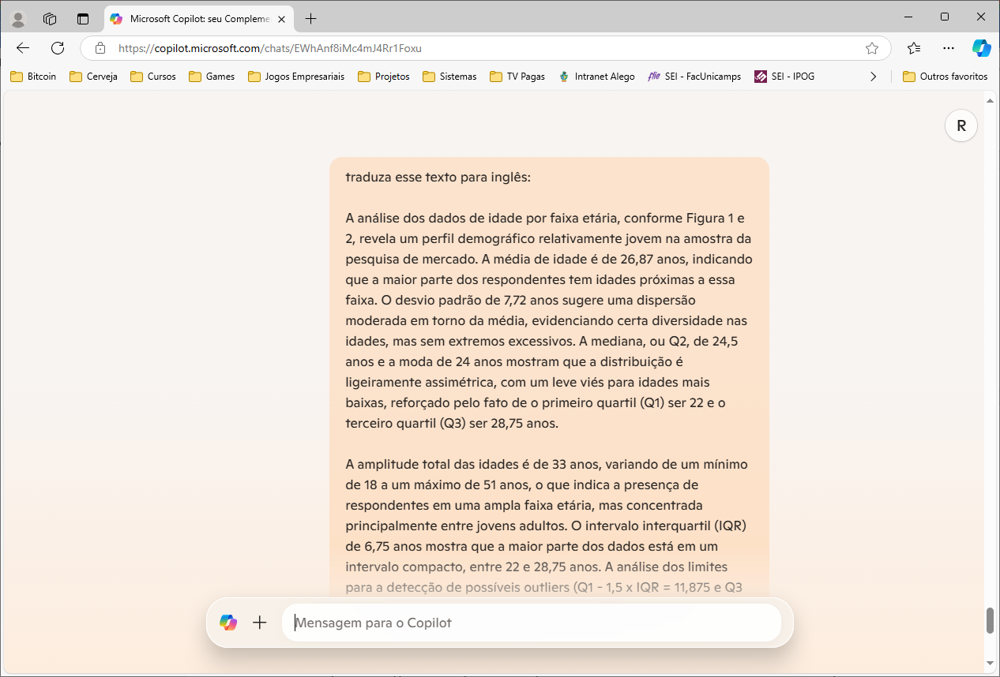 Microsoft Copilot: seu Compleme
https://copilot.microsoft.com/chats/EWhAnf8iMc4mJ4Rr1Foxu
Bitcoin Cerveja Cursos Games Jogos Empresariais Projetos Sistemas TV Pagas Intranet Alego SEI - FacUnicamps SEI - IPOG Outros favoritos
R
traduza esse texto para inglês:
A análise dos dados de idade por faixa etária, conforme Figura 1 e
2, revela um perfil demográfico relativamente jovem na amostra da
pesquisa de mercado. A média de idade é de 26,87 anos, indicando
que a maior parte dos respondentes tem idades próximas a essa
faixa. O desvio padrão de 7,72 anos sugere uma dispersão
moderada em torno da média, evidenciando certa diversidade nas
idades, mas sem extremos excessivos. A mediana, ou Q2, de 24,5
anos e a moda de 24 anos mostram que a distribuição é
ligeiramente assimétrica, com um leve viés para idades mais
baixas, reforçado pelo fato de o primeiro quartil (Q1) ser 22 e o
terceiro quartil (Q3) ser 28,75 anos.
A amplitude total das idades é de 33 anos, variando de um mínimo
de 18 a um máximo de 51 anos, o que indica a presença de
respondentes em uma ampla faixa etária, mas concentrada
principalmente entre jovens adultos. O intervalo interquartil (IQR)
de 6,75 anos mostra que a maior parte dos dados está em um
intervalo compacto, entre 22 e 28,75 anos. A análise dos limites
para a detecção de possíveis outliers (Q1 - 1,5 x IQR = 11,875 e Q3
Mensagem para o Copilot